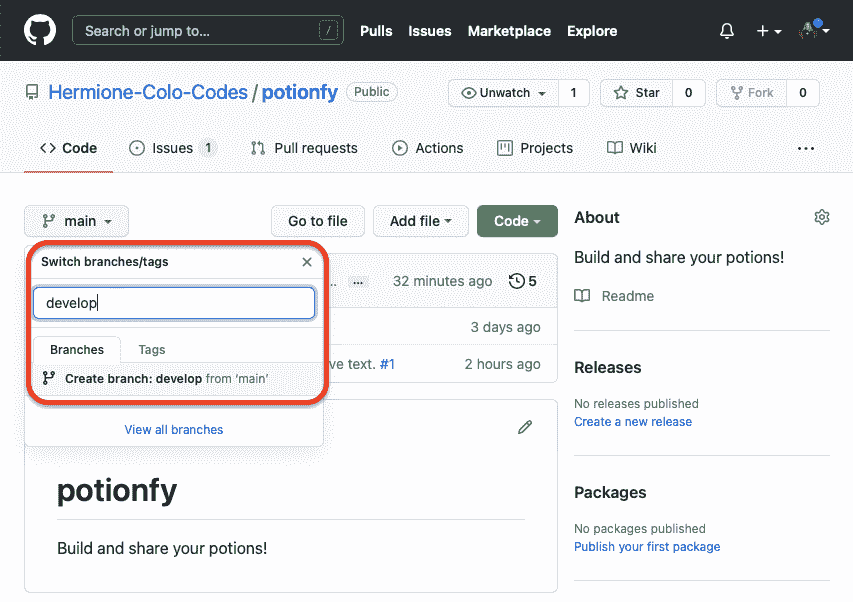 Search or jump to... /
Pulls Issues Marketplace Explore
Hermione-Colo-Codes / potionfy Public
Unwatch 1 Star 0 Fork 0
Code Issues 1 Pull requests Actions Projects Wiki ...
main Go to file Add file Code
Switch branches/tags
develop
Branches Tags
Create branch: develop from ‘main’
View all branches
.. ... 32 minutes ago 5
3 days ago
ve text. #1 2 hours ago
potionfy
Build and share your potions!
About
Build and share your potions!
Readme
Releases
No releases published
Create a new release
Packages
No packages published
Publish your first package